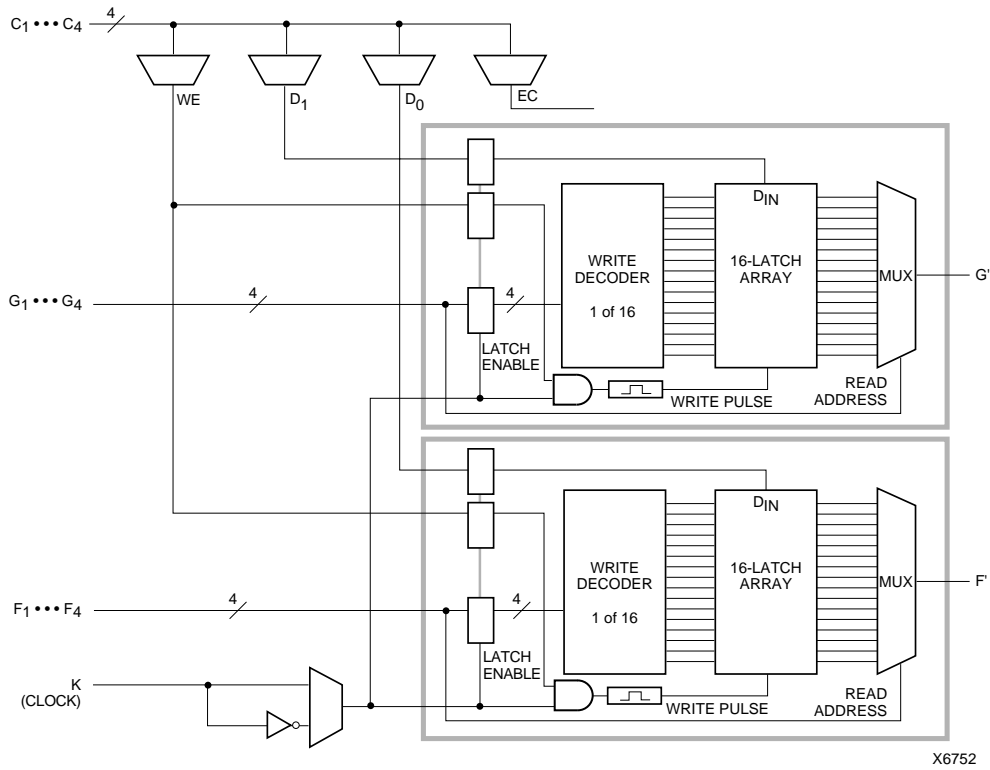 C1 ••• C4
4
WE
D1
D0
EC
DIN
WRITE
DECODER
1 of 16
16-LATCH
ARRAY
MUX
G'
G1 ••• G4
4
4
LATCH
ENABLE
WRITE PULSE
READ
ADDRESS
DIN
WRITE
DECODER
1 of 16
16-LATCH
ARRAY
MUX
F'
F1 ••• F4
4
4
LATCH
ENABLE
K
(CLOCK)
WRITE PULSE
READ
ADDRESS
X6752